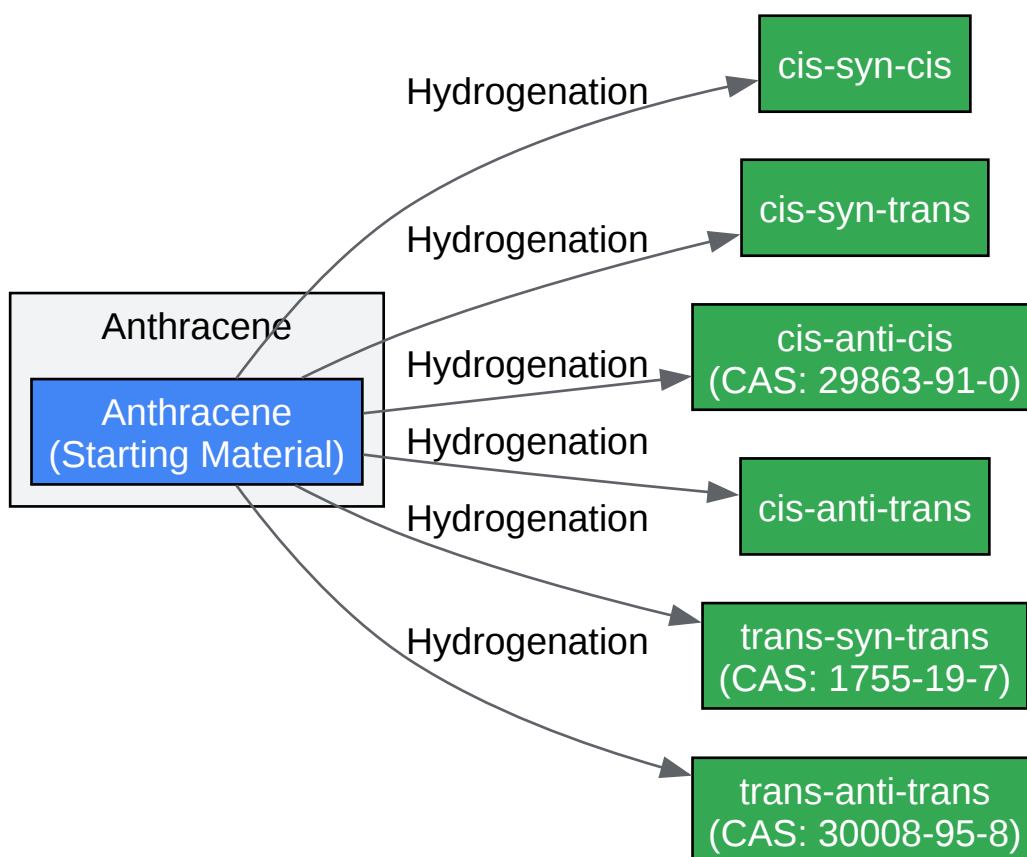 cis-syn-cis
Hydrogenation
cis-syn-trans
Hydrogenation
Anthracene
cis-anti-cis
(CAS: 29863-91-0)
Hydrogenation
Anthracene
(Starting Material)
Hydrogenation
cis-anti-trans
Hydrogenation
trans-syn-trans
(CAS: 1755-19-7)
Hydrogenation
trans-anti-trans
(CAS: 30008-95-8)